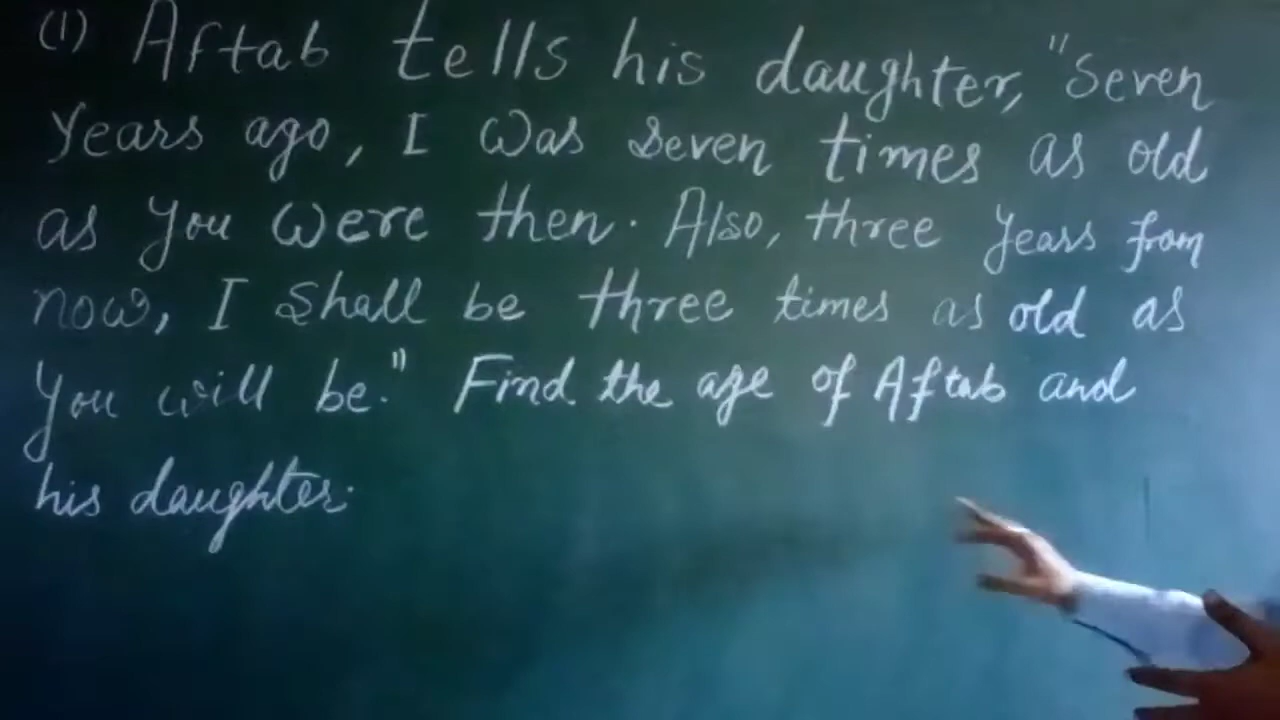 (1) Aftab tells his daughter, "Seven
Years ago, I was seven times as old
as you were then. Also, three years from
now, I shall be three times as old as
you will be." Find the age of Aftab and
his daughter.